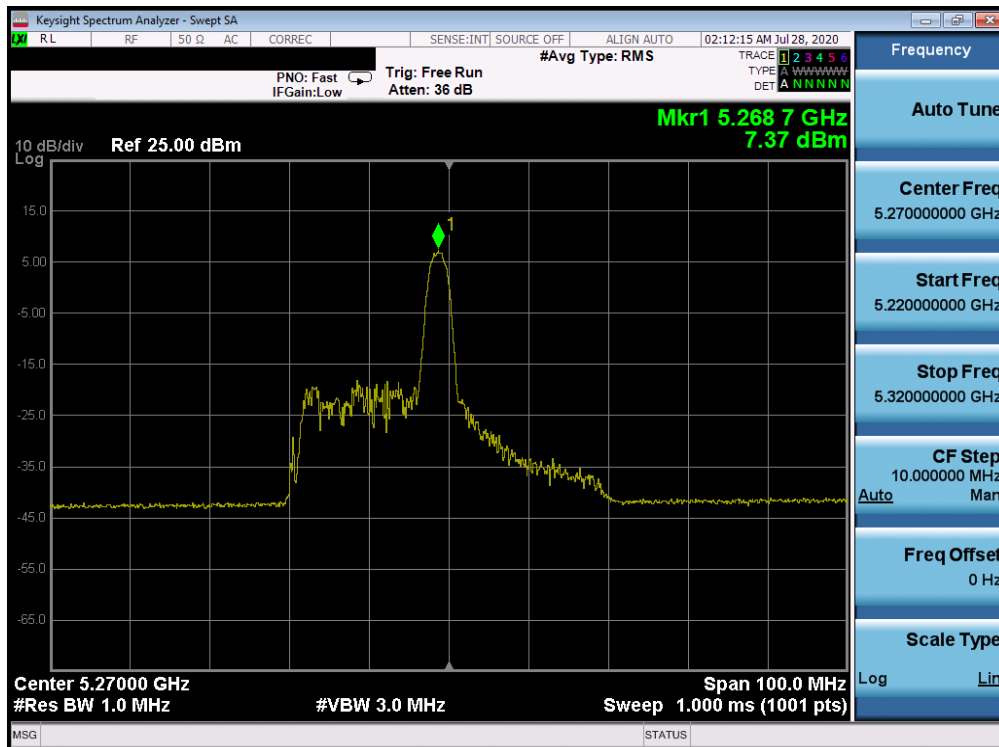 Keysight Spectrum Analyzer - Swept SA
LXI RL RF 50 Ω AC CORREC SENSE:INT SOURCE OFF ALIGN AUTO 02:12:15 AM Jul 28, 2020
Frequency
#Avg Type: RMS
TRACE 1 2 3 4 5 6
PNO: Fast Trig: Free Run
TYPE A WWWWW
IFGain:Low Atten: 36 dB
DET A N N N N N
Auto Tune
Mkr1 5.268 7 GHz
7.37 dBm
10 dB/div Ref 25.00 dBm
Log
1
15.0
5.00
-5.00
-15.0
-25.0
-35.0
-45.0
-55.0
-65.0
Center Freq
5.270000000 GHz
Start Freq
5.220000000 GHz
Stop Freq
5.320000000 GHz
CF Step
10.000000 MHz
Auto Man
Freq Offset
0 Hz
Scale Type
Log Lin
Center 5.27000 GHz Span 100.0 MHz
#Res BW 1.0 MHz #VBW 3.0 MHz Sweep 1.000 ms (1001 pts)
MSG STATUS